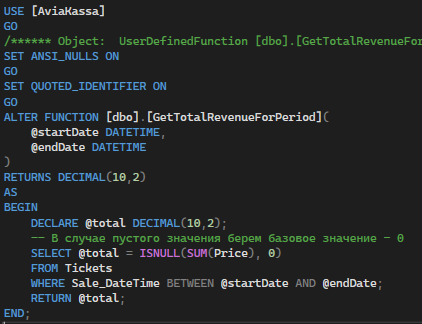 USE [AviaKassa]
GO
/****** Object:  UserDefinedFunction [dbo].[GetTotalRevenueFor
SET ANSI_NULLS ON
GO
SET QUOTED_IDENTIFIER ON
GO
ALTER FUNCTION [dbo].[GetTotalRevenueForPeriod](
    @startDate DATETIME,
    @endDate DATETIME
)
RETURNS DECIMAL(10,2)
AS
BEGIN
    DECLARE @total DECIMAL(10,2);
    -- В случае пустого значения берем базовое значение - 0
    SELECT @total = ISNULL(SUM(Price), 0)
    FROM Tickets
    WHERE Sale_DateTime BETWEEN @startDate AND @endDate;
    RETURN @total;
END;